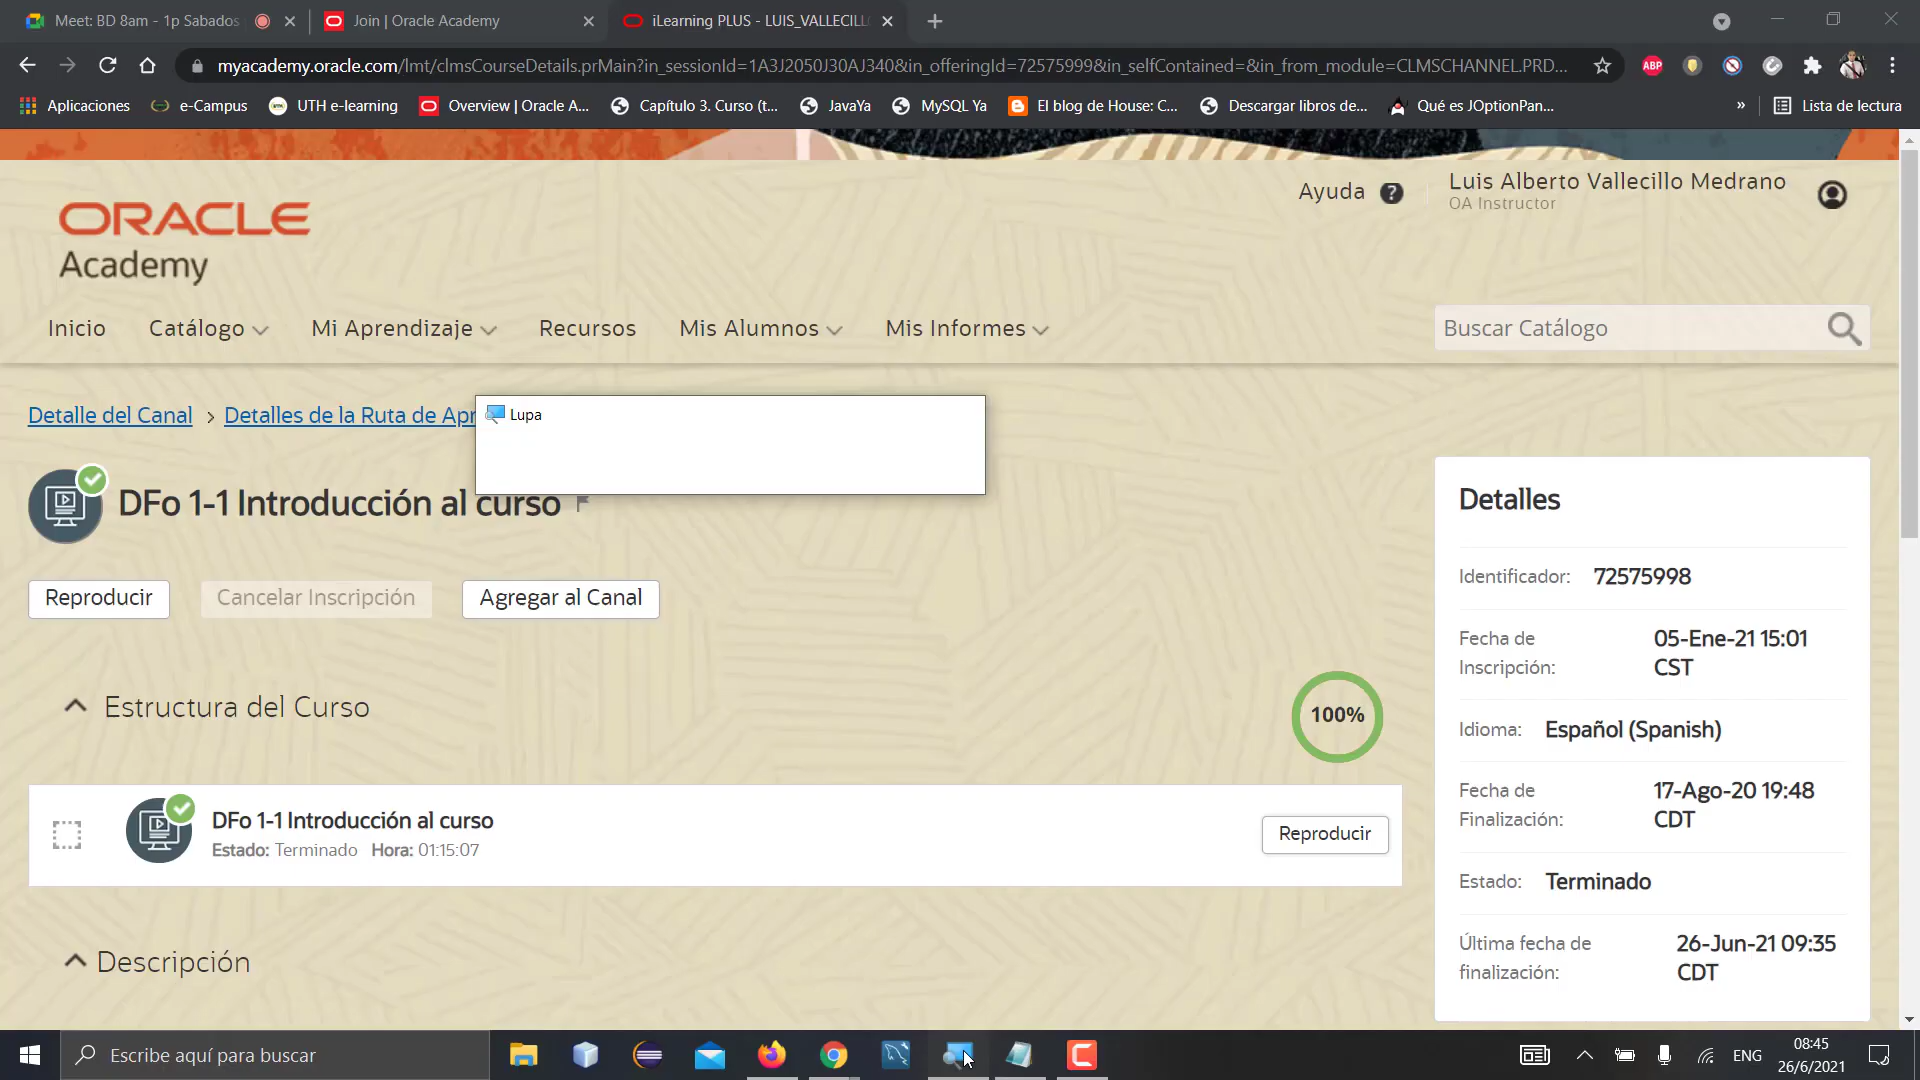 Meet: BD 8am - 1p Sabados
Join | Oracle Academy
iLearning PLUS - LUIS_VALLECILL
myacademy.oracle.com/lmt/clmsCourseDetails.prMain?in_sessionId=1A3J2050J30AJ340&in_offeringId=72575999&in_selfContained=&in_from_module=CLMSCHANNEL.PRD...
ABP
Aplicaciones
e-Campus
UTH e-learning
Overview | Oracle A...
Capítulo 3. Curso (t...
JavaYa
MySQL Ya
El blog de House: C...
Descargar libros de...
Qué es JOptionPan...
»
Lista de lectura
ORACLE
Academy
Ayuda ?
Luis Alberto Vallecillo Medrano
OA Instructor
Inicio
Catálogo
Mi Aprendizaje
Recursos
Mis Alumnos
Mis Informes
Buscar Catálogo
Detalle del Canal > Detalles de la Ruta de Apr
Lupa
DFo 1-1 Introducción al curso
Reproducir
Cancelar Inscripción
Agregar al Canal
Estructura del Curso
100%
DFo 1-1 Introducción al curso
Estado: Terminado Hora: 01:15:07
Reproducir
Descripción
Detalles
Identificador: 72575998
Fecha de Inscripción: 05-Ene-21 15:01 CST
Idioma: Español (Spanish)
Fecha de Finalización: 17-Ago-20 19:48 CDT
Estado: Terminado
Última fecha de finalización: 26-Jun-21 09:35 CDT
Escribe aquí para buscar
ENG
08:45
26/6/2021